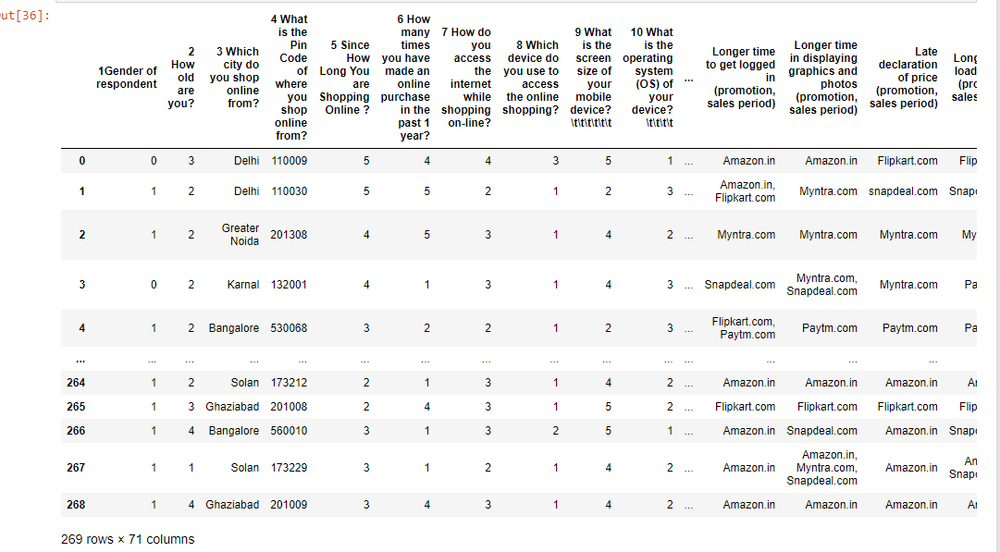 ut[36]:
1Gender of respondent 2 How old are you? 3 Which city do you shop online from? 4 What is the Pin Code of where you shop online from? 5 Since How Long You are Shopping Online ? 6 How many times you have made an online purchase in the past 1 year? 7 How do you access the internet while shopping on-line? 8 Which device do you use to access the online shopping? 9 What is the screen size of your mobile device? \t\t\t\t\t\t 10 What is the operating system (OS) of your device? \t\t\t\t ... Longer time to get logged in (promotion, sales period) Longer time in displaying graphics and photos (promotion, sales period) Late declaration of price (promotion, sales period) Long load (pro sales
0 0 3 Delhi 110009 5 4 4 3 5 1 ... Amazon.in Amazon.in Flipkart.com Flip
1 1 2 Delhi 110030 5 5 2 1 2 3 ... Amazon.in, Flipkart.com Myntra.com snapdeal.com Snap
2 1 2 Greater Noida 201308 4 5 3 1 4 2 ... Myntra.com Myntra.com Myntra.com My
3 0 2 Karnal 132001 4 1 3 1 4 3 ... Snapdeal.com Myntra.com, Snapdeal.com Myntra.com Pa
4 1 2 Bangalore 530068 3 2 2 1 2 3 ... Flipkart.com, Paytm.com Paytm.com Paytm.com Pa
... ... ... ... ... ... ... ... ... ... ... ... ... ... ...
264 1 2 Solan 173212 2 1 3 1 4 2 ... Amazon.in Amazon.in Amazon.in A
265 1 3 Ghaziabad 201008 2 4 3 1 5 2 ... Flipkart.com Flipkart.com Flipkart.com Flip
266 1 4 Bangalore 560010 3 1 3 2 5 1 ... Amazon.in Snapdeal.com Amazon.in Snap
267 1 1 Solan 173229 3 1 2 1 4 2 ... Amazon.in Amazon.in, Myntra.com, Snapdeal.com Amazon.in Snap
268 1 4 Ghaziabad 201009 3 4 3 1 4 2 ... Amazon.in Amazon.in Amazon.in A
269 rows × 71 columns